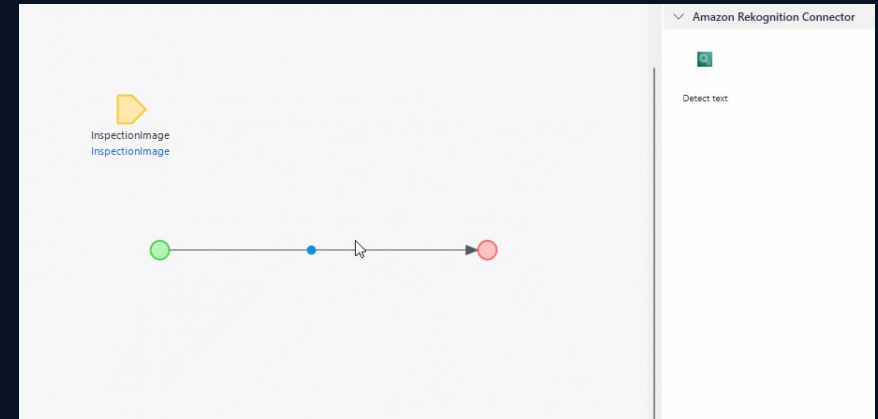 Amazon Rekognition Connector
Detect text
InspectionImage
InspectionImage